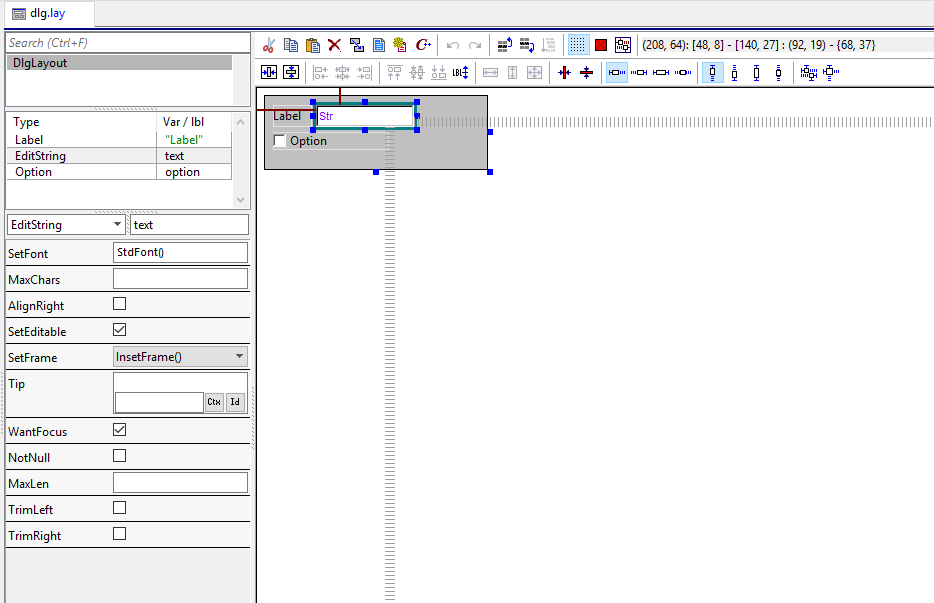 dlg.lay
Search (Ctrl+F)
(208, 64): [48, 8] - [140, 27] : (92, 19) - {68, 37}
DlgLayout
LBL
Type Var / lbl
Label "Label"
EditString text
Option option
Label Str
Option
EditString text
SetFont StdFont()
MaxChars
AlignRight
SetEditable
SetFrame InsetFrame()
Tip
Ctx Id
WantFocus
NotNull
MaxLen
TrimLeft
TrimRight